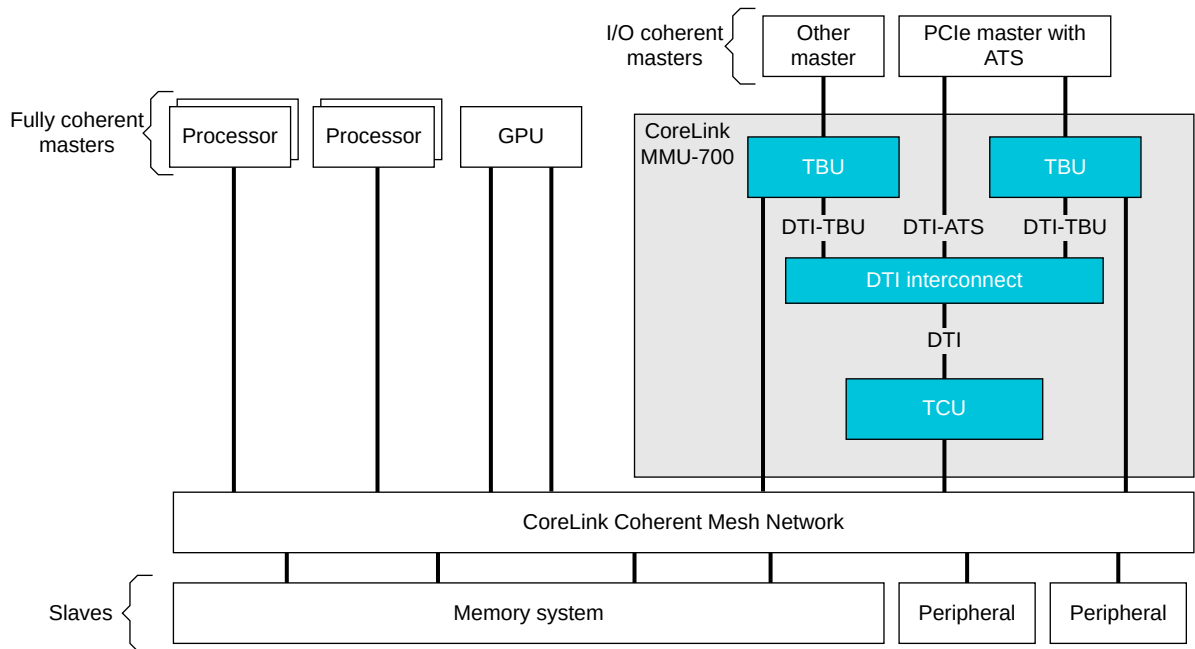 I/O coherent
masters
Other
master
PCIe master with
ATS
Fully coherent
masters
Processor
Processor
GPU
CoreLink
MMU-700
TBU
TBU
DTI-TBU
DTI-ATS
DTI-TBU
DTI interconnect
DTI
TCU
CoreLink Coherent Mesh Network
Slaves
Memory system
Peripheral
Peripheral